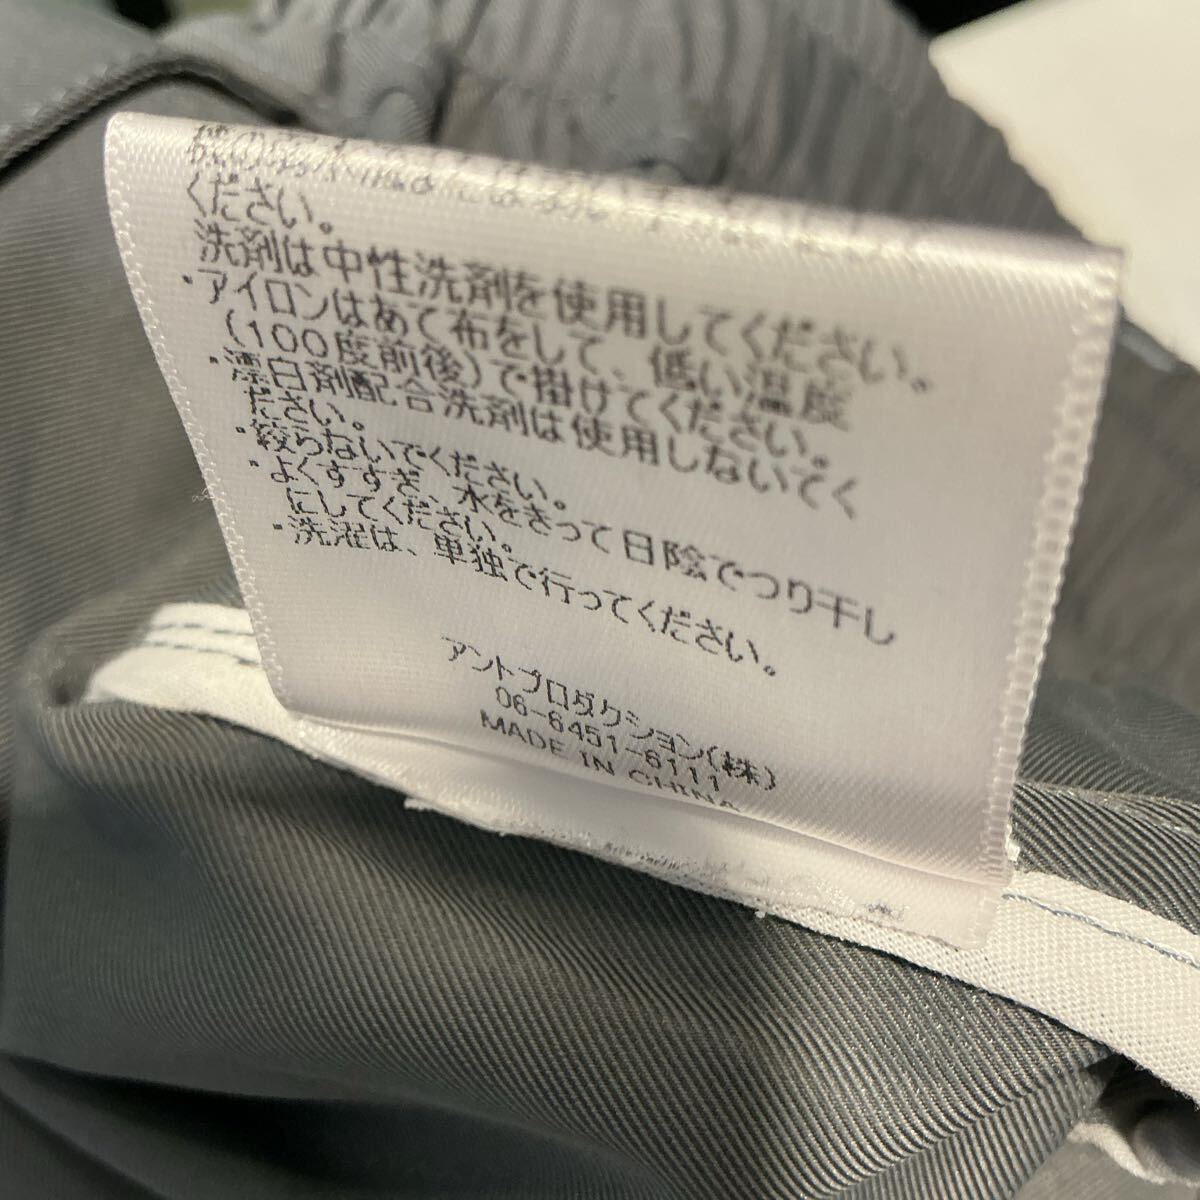 ください。
洗剤は中性洗剤を使用してください。
・アイロンはあて布をして、低い温度
(100度前後)で掛けてください。
・漂白剤配合洗剤は使用しないでく
ださい。
・絞らないでください。
・よくすすぎ、水をきって日陰でつり干し
にしてください。
・洗濯は、単独で行ってください。
アントプロダクション(株)
06-6451-6111
MADE IN CHINA